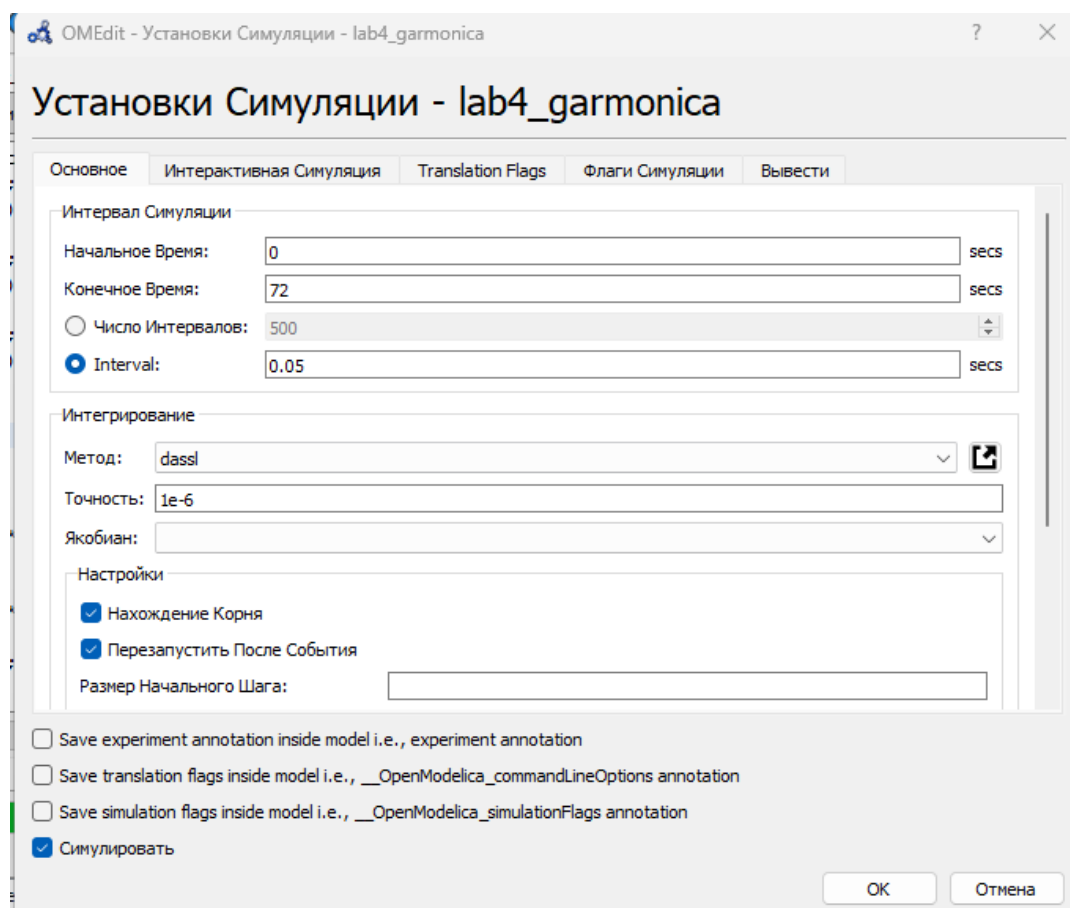 OMEdit - Установки Симуляции - lab4_garmonica ?
Установки Симуляции - lab4_garmonica
Основное Интерактивная Симуляция Translation Flags Флаги Симуляции Вывести
Интервал Симуляции
Начальное Время: 0 secs
Конечное Время: 72 secs
Число Интервалов: 500
Interval: 0.05 secs
Интегрирование
Метод: dassl
Точность: 1e-6
Якобиан:
Настройки
Нахождение Корня
Перезапустить После События
Размер Начального Шага:
Save experiment annotation inside model i.e., experiment annotation
Save translation flags inside model i.e., __OpenModelica_commandLineOptions annotation
Save simulation flags inside model i.e., __OpenModelica_simulationFlags annotation
Симулировать
OK Отмена